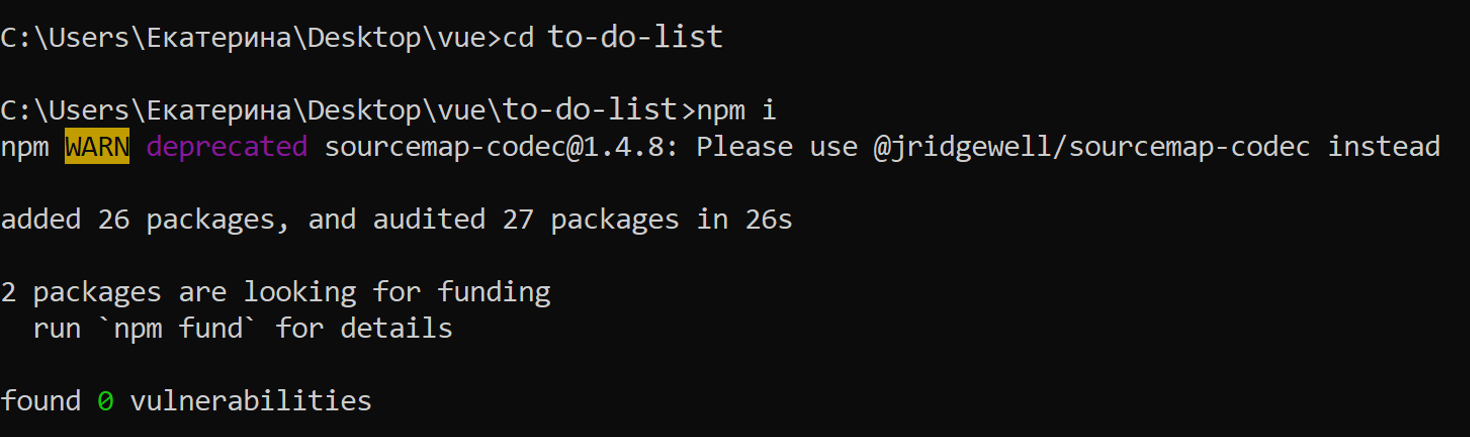 C:\Users\Екатерина\Desktop\vue>cd to-do-list
C:\Users\Екатерина\Desktop\vue\to-do-list>npm i
npm WARN deprecated sourcemap-codec@1.4.8: Please use @jridgewell/sourcemap-codec instead
added 26 packages, and audited 27 packages in 26s
2 packages are looking for funding
  run `npm fund` for details
found 0 vulnerabilities